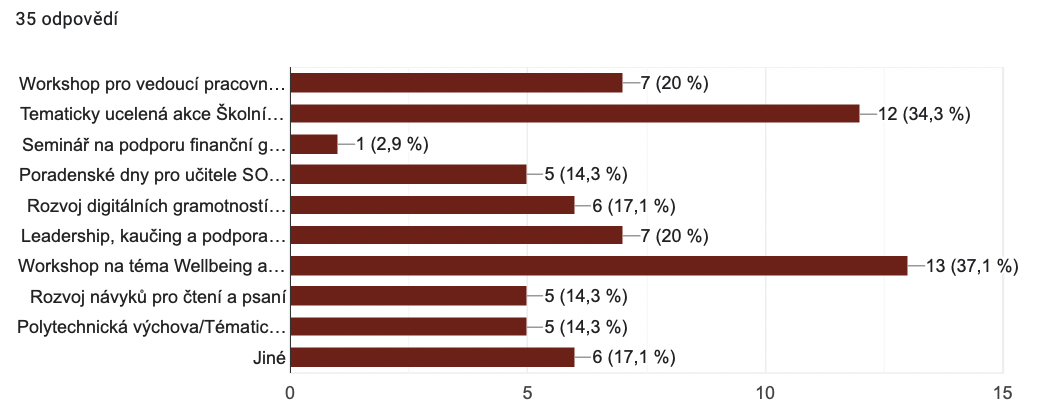 35 odpovědí
Workshop pro vedoucí pracovn… 7 (20 %)
Tematicky ucelená akce Školní… 12 (34,3 %)
Seminář na podporu finanční g… 1 (2,9 %)
Poradenské dny pro učitele SO… 5 (14,3 %)
Rozvoj digitálních gramotností… 6 (17,1 %)
Leadership, kaučing a podpora… 7 (20 %)
Workshop na téma Wellbeing a… 13 (37,1 %)
Rozvoj návyků pro čtení a psaní 5 (14,3 %)
Polytechnická výchova/Tématic… 5 (14,3 %)
Jiné 6 (17,1 %)
0 5 10 15